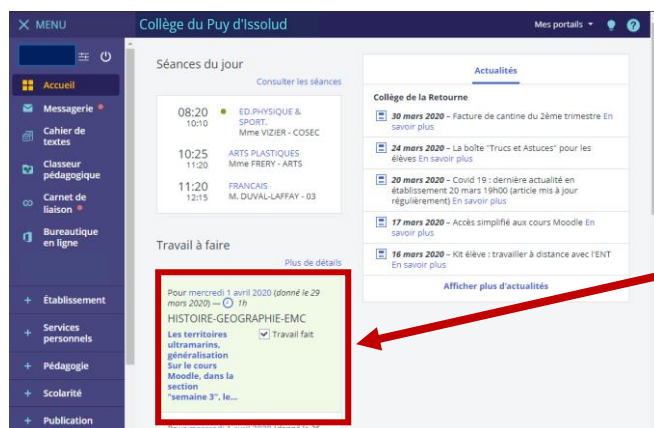 MENU
Collège du Puy d'Issolud
Mes portails
Accueil
Messagerie
Cahier de
textes
Classeur
pédagogique
Carnet de
liaison
Bureautique
en ligne
+ Établissement
+ Services
personnels
+ Pédagogie
+ Scolarité
+ Publication
Séances du jour
Consulter les séances
08:20
10:10
ED.PHYSIQUE &
SPORT.
Mme VIZIER - COSEC
10:25
11:20
ARTS PLASTIQUES
Mme FRERY - ARTS
11:20
12:15
FRANCAIS
M. DUVAL-LAFFAY - 03
Travail à faire
Plus de détails
Pour mercredi 1 avril 2020 (donné le 29
mars 2020) — 1h
HISTOIRE-GEOGRAPHIE-EMC
Les territoires
ultramarins,
généralisation
Sur le cours
Moodle, dans la
section
"semaine 3", le...
Travail fait
Pour mercredi 1 avril 2020 (donné le 26
Actualités
Collège de la Retourne
30 mars 2020 – Facture de cantine du 2ème trimestre En
savoir plus
24 mars 2020 – La boîte "Trucs et Astuces" pour les
élèves En savoir plus
20 mars 2020 – Covid 19 : dernière actualité en
établissement 20 mars 19h00 (article mis à jour
régulièrement) En savoir plus
17 mars 2020 – Accès simplifié aux cours Moodle En
savoir plus
16 mars 2020 – Kit élève : travailler à distance avec l'ENT
En savoir plus
Afficher plus d'actualités